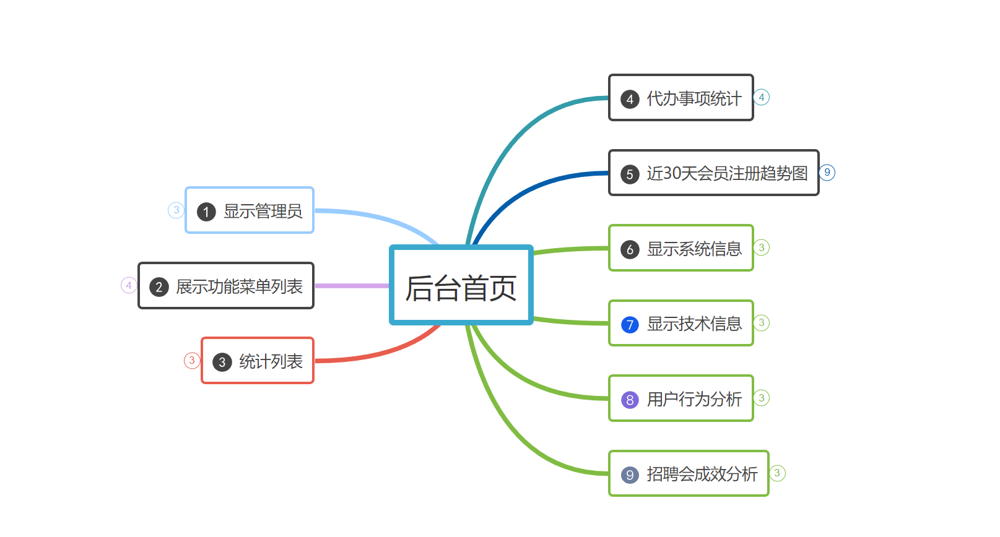 后台首页
1 显示管理员 3
2 展示功能菜单列表 4
3 统计列表 3
4 代办事项统计 4
5 近30天会员注册趋势图 9
6 显示系统信息 3
7 显示技术信息 3
8 用户行为分析 3
9 招聘会成效分析 3